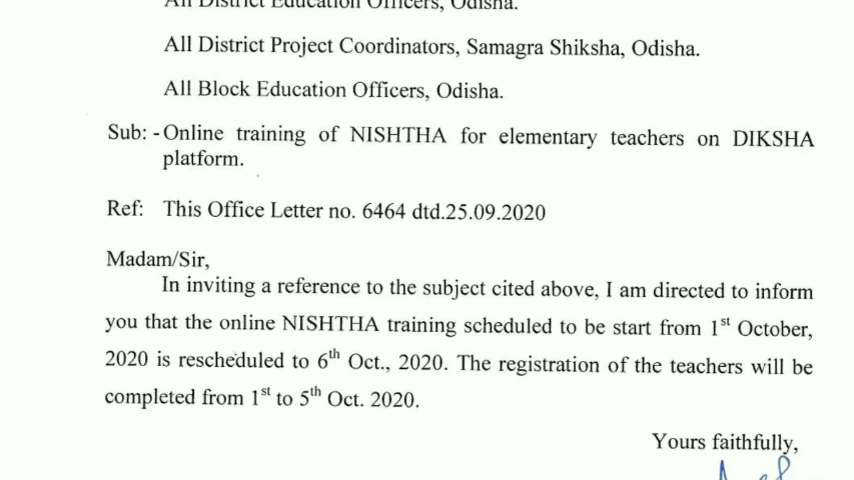 All District Education Officers, Odisha.
All District Project Coordinators, Samagra Shiksha, Odisha.
All Block Education Officers, Odisha.
Sub: - Online training of NISHTHA for elementary teachers on DIKSHA
platform.
Ref: This Office Letter no. 6464 dtd.25.09.2020
Madam/Sir,
In inviting a reference to the subject cited above, I am directed to inform
you that the online NISHTHA training scheduled to be start from 1st October,
2020 is rescheduled to 6th Oct., 2020. The registration of the teachers will be
completed from 1st to 5th Oct. 2020.
Yours faithfully,